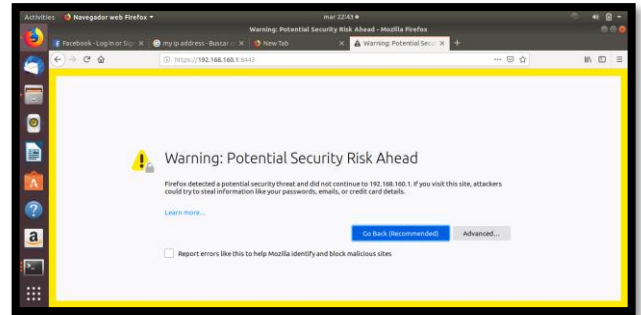 Activities Navegador web Firefox mar 22:43
Warning: Potential Security Risk Ahead - Mozilla Firefox
Facebook - Log In or Sig my ip address - Buscar New Tab Warning: Potential Secu
https://192.168.160.1:8443
Warning: Potential Security Risk Ahead
Firefox detected a potential security threat and did not continue to 192.168.160.1. If you visit this site, attackers
could try to steal information like your passwords, emails, or credit card details.
Learn more...
Go Back (Recommended) Advanced...
Report errors like this to help Mozilla identify and block malicious sites